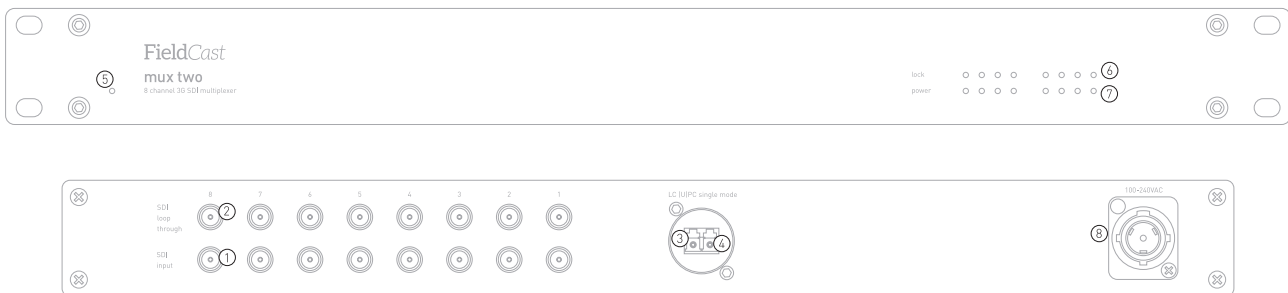 FieldCast
mux two
8 channel 3G SDI multiplexer
5
lock
6
power
7
8 7 6 5 4 3 2 1
SDI
loop
through
2
SDI
input
1
LC (U)PC single mode
3
4
100-240VAC
8